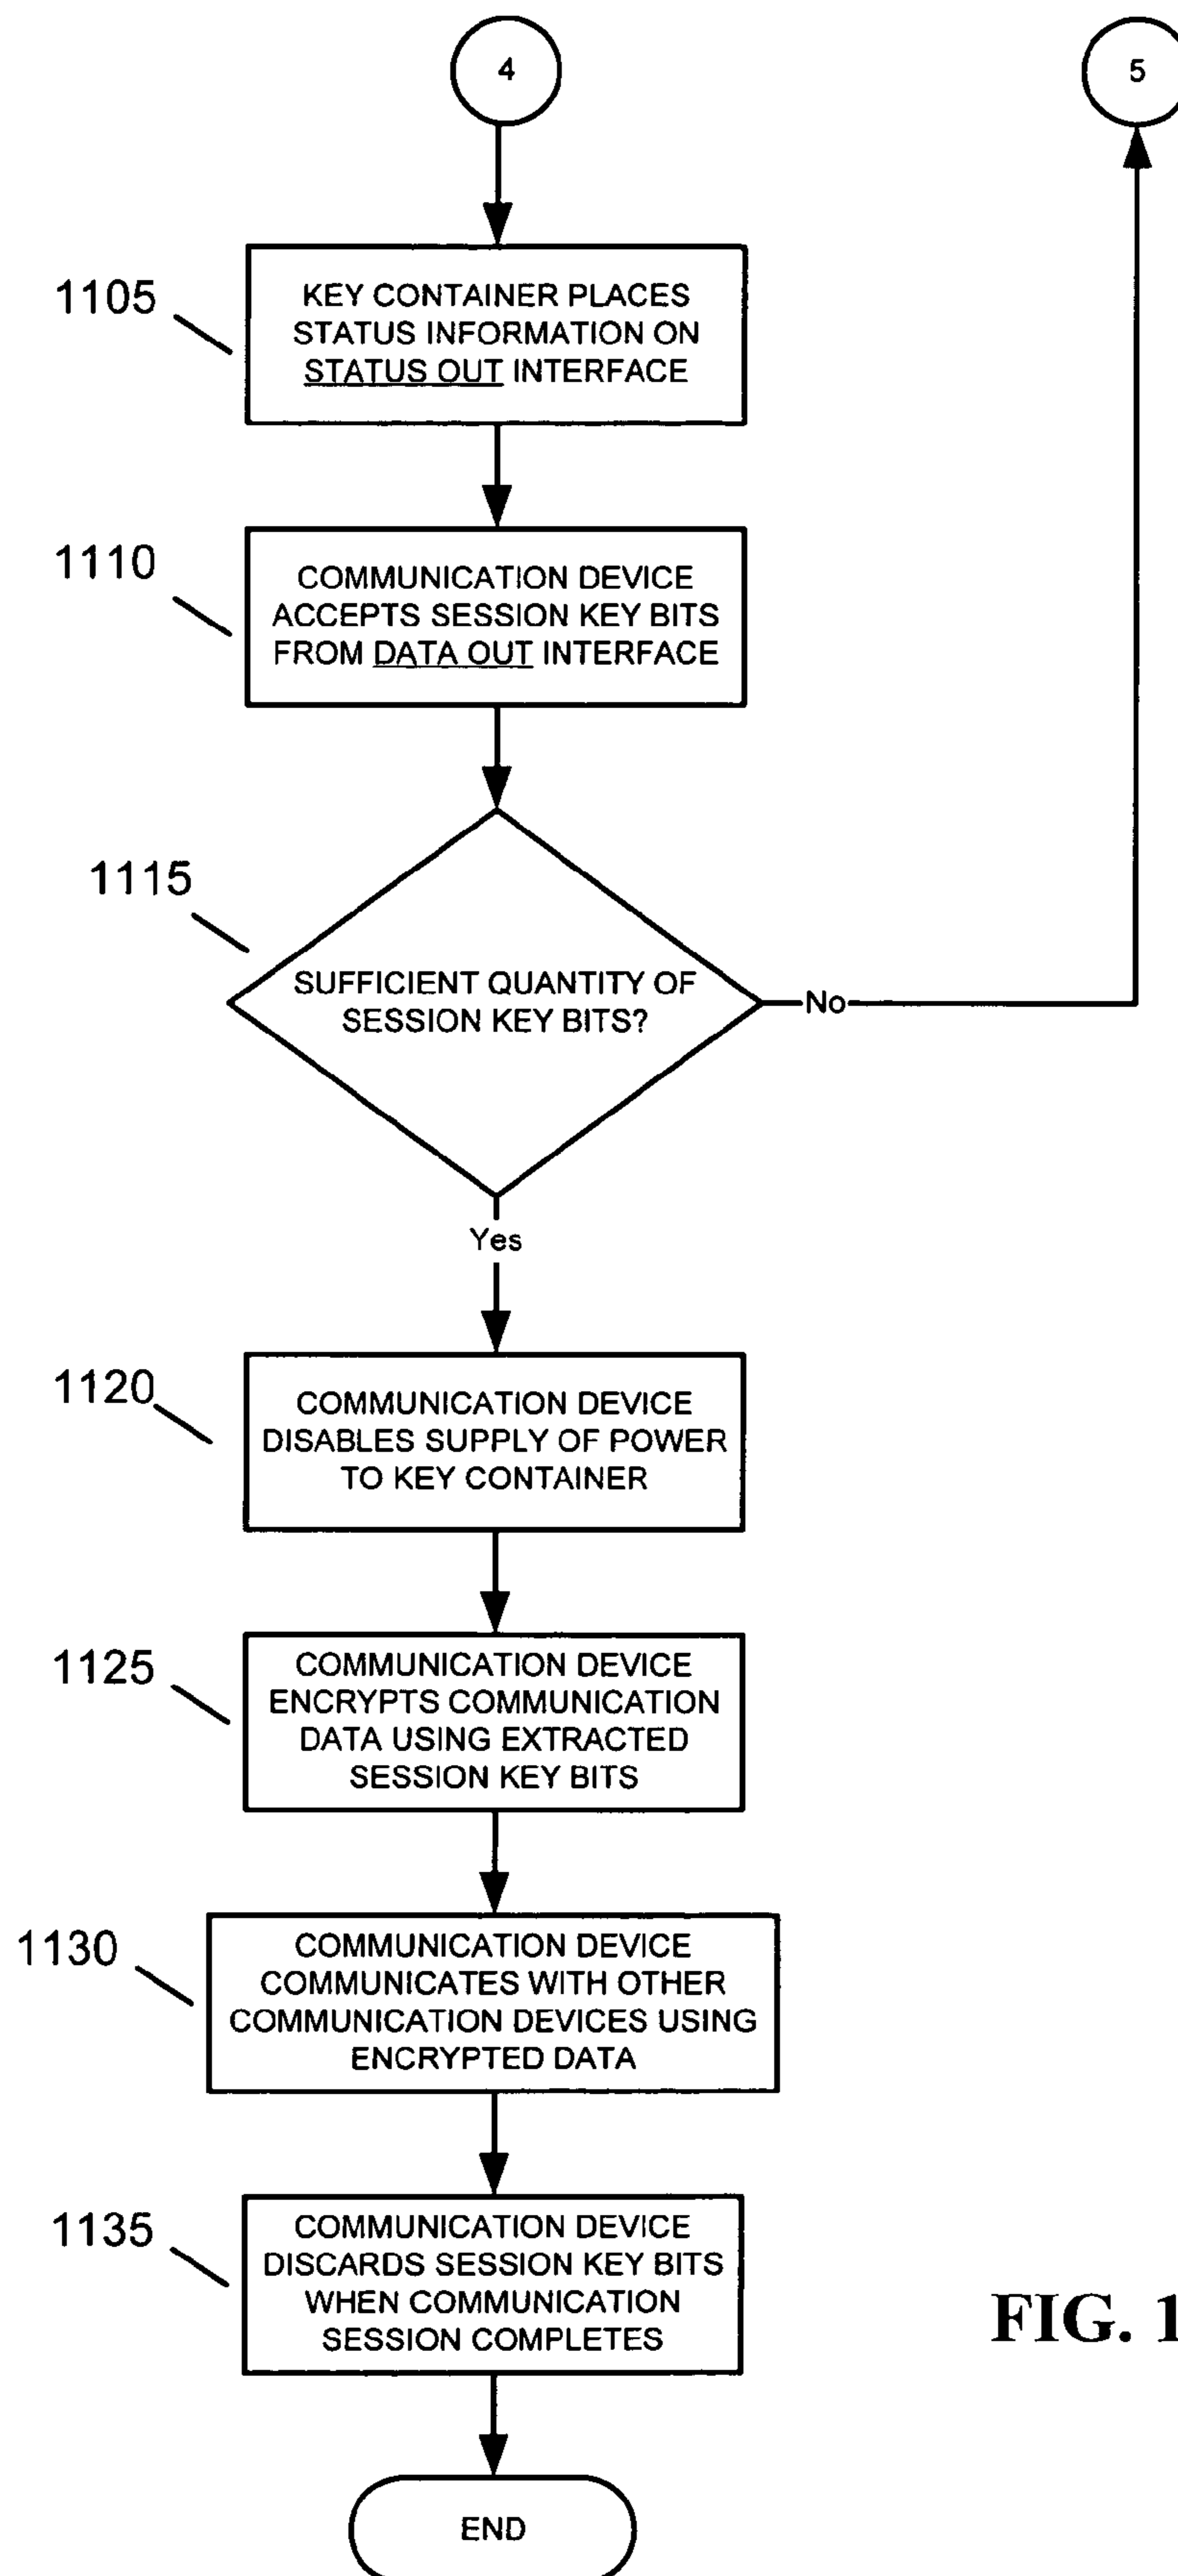 4
5
1105
KEY CONTAINER PLACES
STATUS INFORMATION ON
STATUS OUT INTERFACE
1110
COMMUNICATION DEVICE
ACCEPTS SESSION KEY BITS
FROM DATA OUT INTERFACE
1115
SUFFICIENT QUANTITY OF
SESSION KEY BITS?
No
Yes
1120
COMMUNICATION DEVICE
DISABLES SUPPLY OF POWER
TO KEY CONTAINER
1125
COMMUNICATION DEVICE
ENCRYPTS COMMUNICATION
DATA USING EXTRACTED
SESSION KEY BITS
1130
COMMUNICATION DEVICE
COMMUNICATES WITH OTHER
COMMUNICATION DEVICES USING
ENCRYPTED DATA
1135
COMMUNICATION DEVICE
DISCARDS SESSION KEY BITS
WHEN COMMUNICATION
SESSION COMPLETES
FIG. 1
END